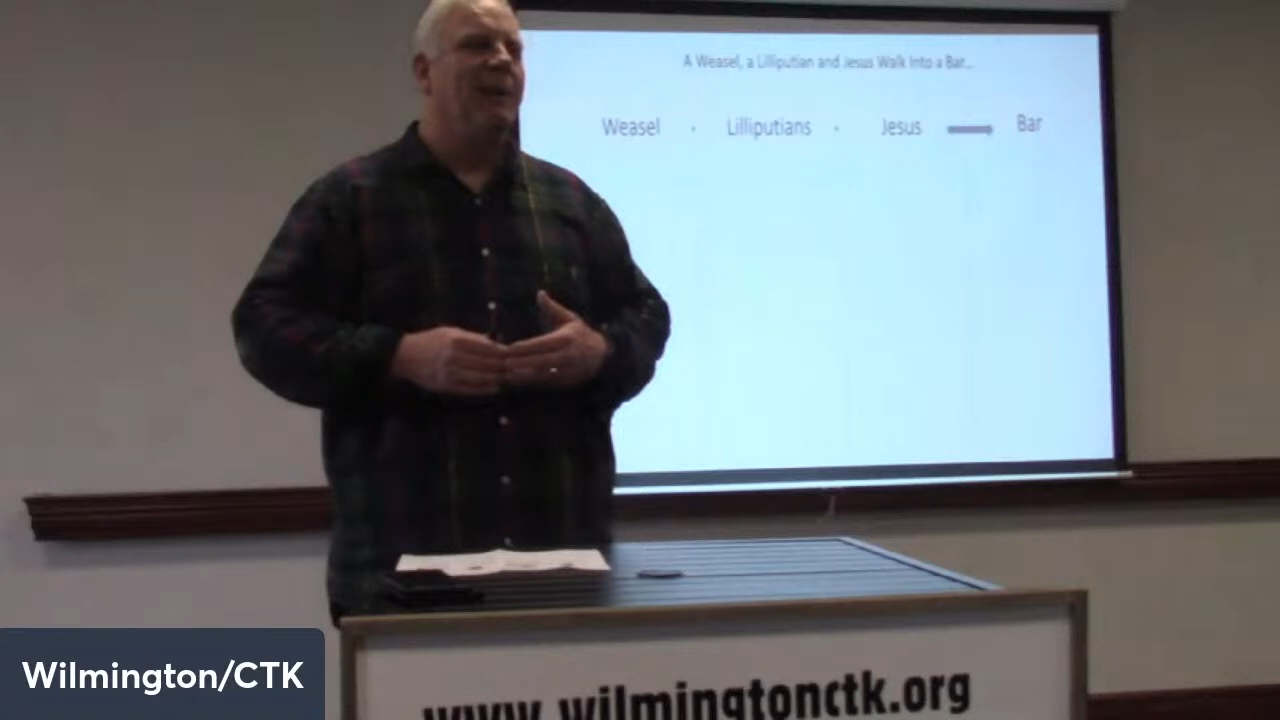 A Weasel, a Lilliputian and Jesus Walk Into a Bar...
Weasel · Lilliputians · Jesus Bar
Wilmington/CTK
www.wilmingtonctk.org